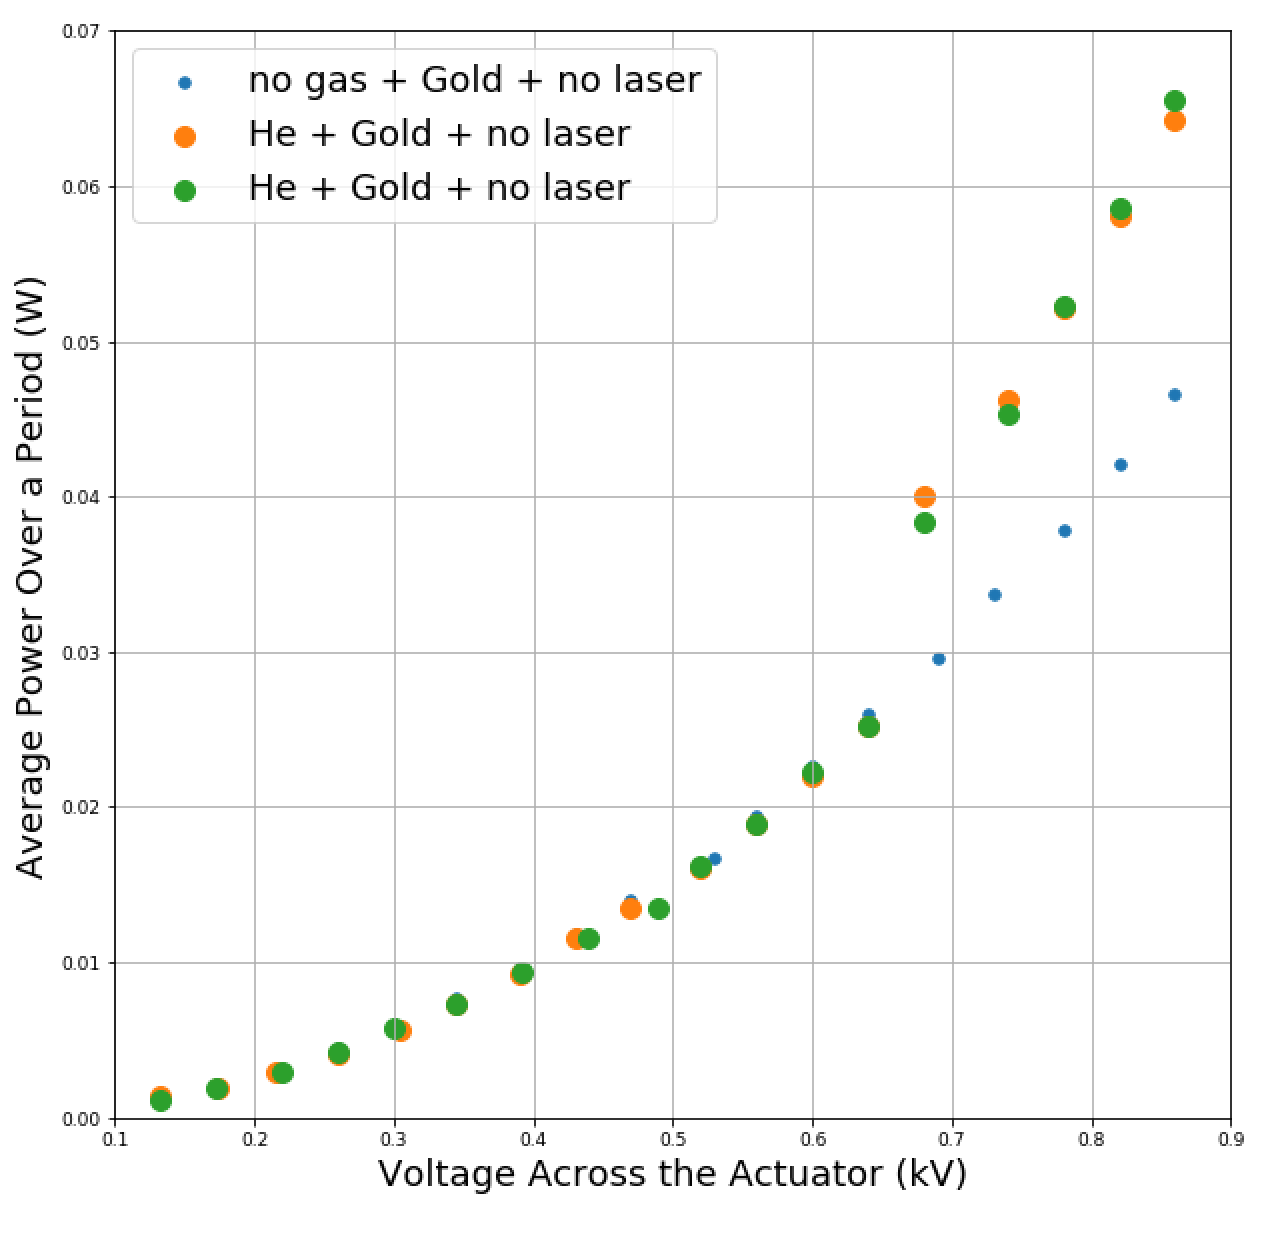 no gas + Gold + no laser
He + Gold + no laser
He + Gold + no laser
0.07
0.06
0.05
0.04
0.03
0.02
0.01
0.00
Average Power Over a Period (W)
0.1 0.2 0.3 0.4 0.5 0.6 0.7 0.8 0.9
Voltage Across the Actuator (kV)